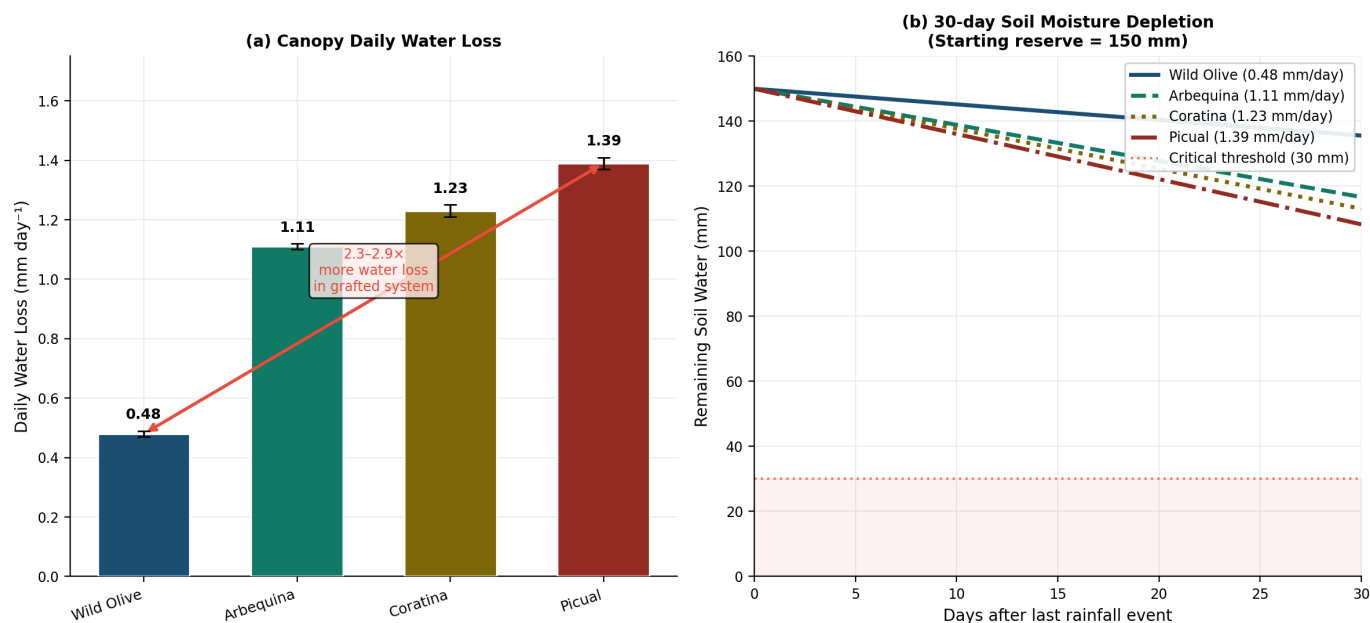 (a) Canopy Daily Water Loss
Daily Water Loss (mm day⁻¹)
1.6
1.4
1.2
1.0
0.8
0.6
0.4
0.2
0.0
0.48
1.11
1.23
1.39
2.3–2.9×
more water loss
in grafted system
Wild Olive
Arbequina
Coratina
Picual
(b) 30-day Soil Moisture Depletion
(Starting reserve = 150 mm)
Remaining Soil Water (mm)
160
140
120
100
80
60
40
20
0
Wild Olive (0.48 mm/day)
Arbequina (1.11 mm/day)
Coratina (1.23 mm/day)
Picual (1.39 mm/day)
Critical threshold (30 mm)
0
5
10
15
20
25
30
Days after last rainfall event